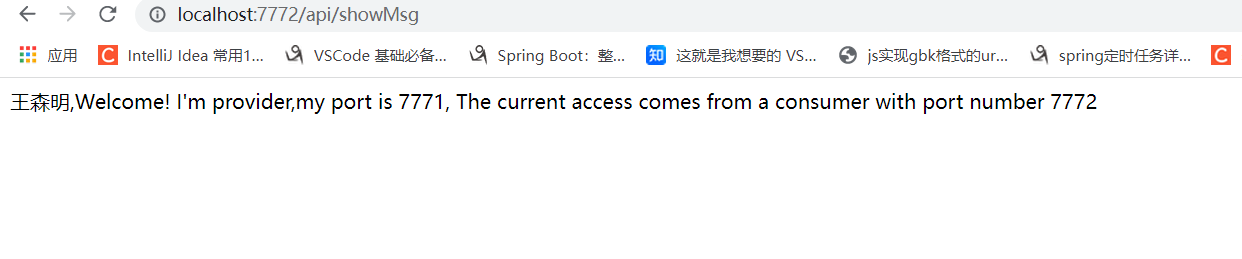 localhost:7772/api/showMsg
应用 IntelliJ Idea 常用1... VSCode 基础必备... Spring Boot：整... 知 这就是我想要的 VS... js实现gbk格式的ur... spring定时任务详...
王森明,Welcome! I'm provider,my port is 7771, The current access comes from a consumer with port number 7772